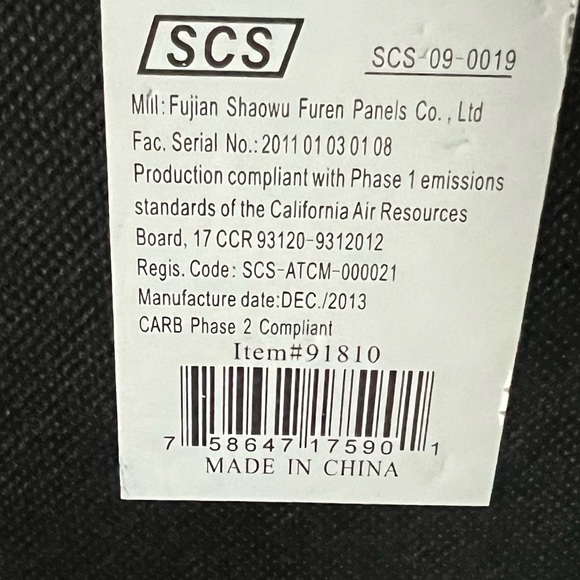 SCS
SCS-09-0019
Mill: Fujian Shaowu Furen Panels Co., Ltd
Fac. Serial No.: 2011 01 03 01 08
Production compliant with Phase 1 emissions
standards of the California Air Resources
Board, 17 CCR 93120-9312012
Regis. Code: SCS-ATCM-000021
Manufacture date:DEC./2013
CARB Phase 2 Compliant
Item#91810
7 58647 17590 1
MADE IN CHINA